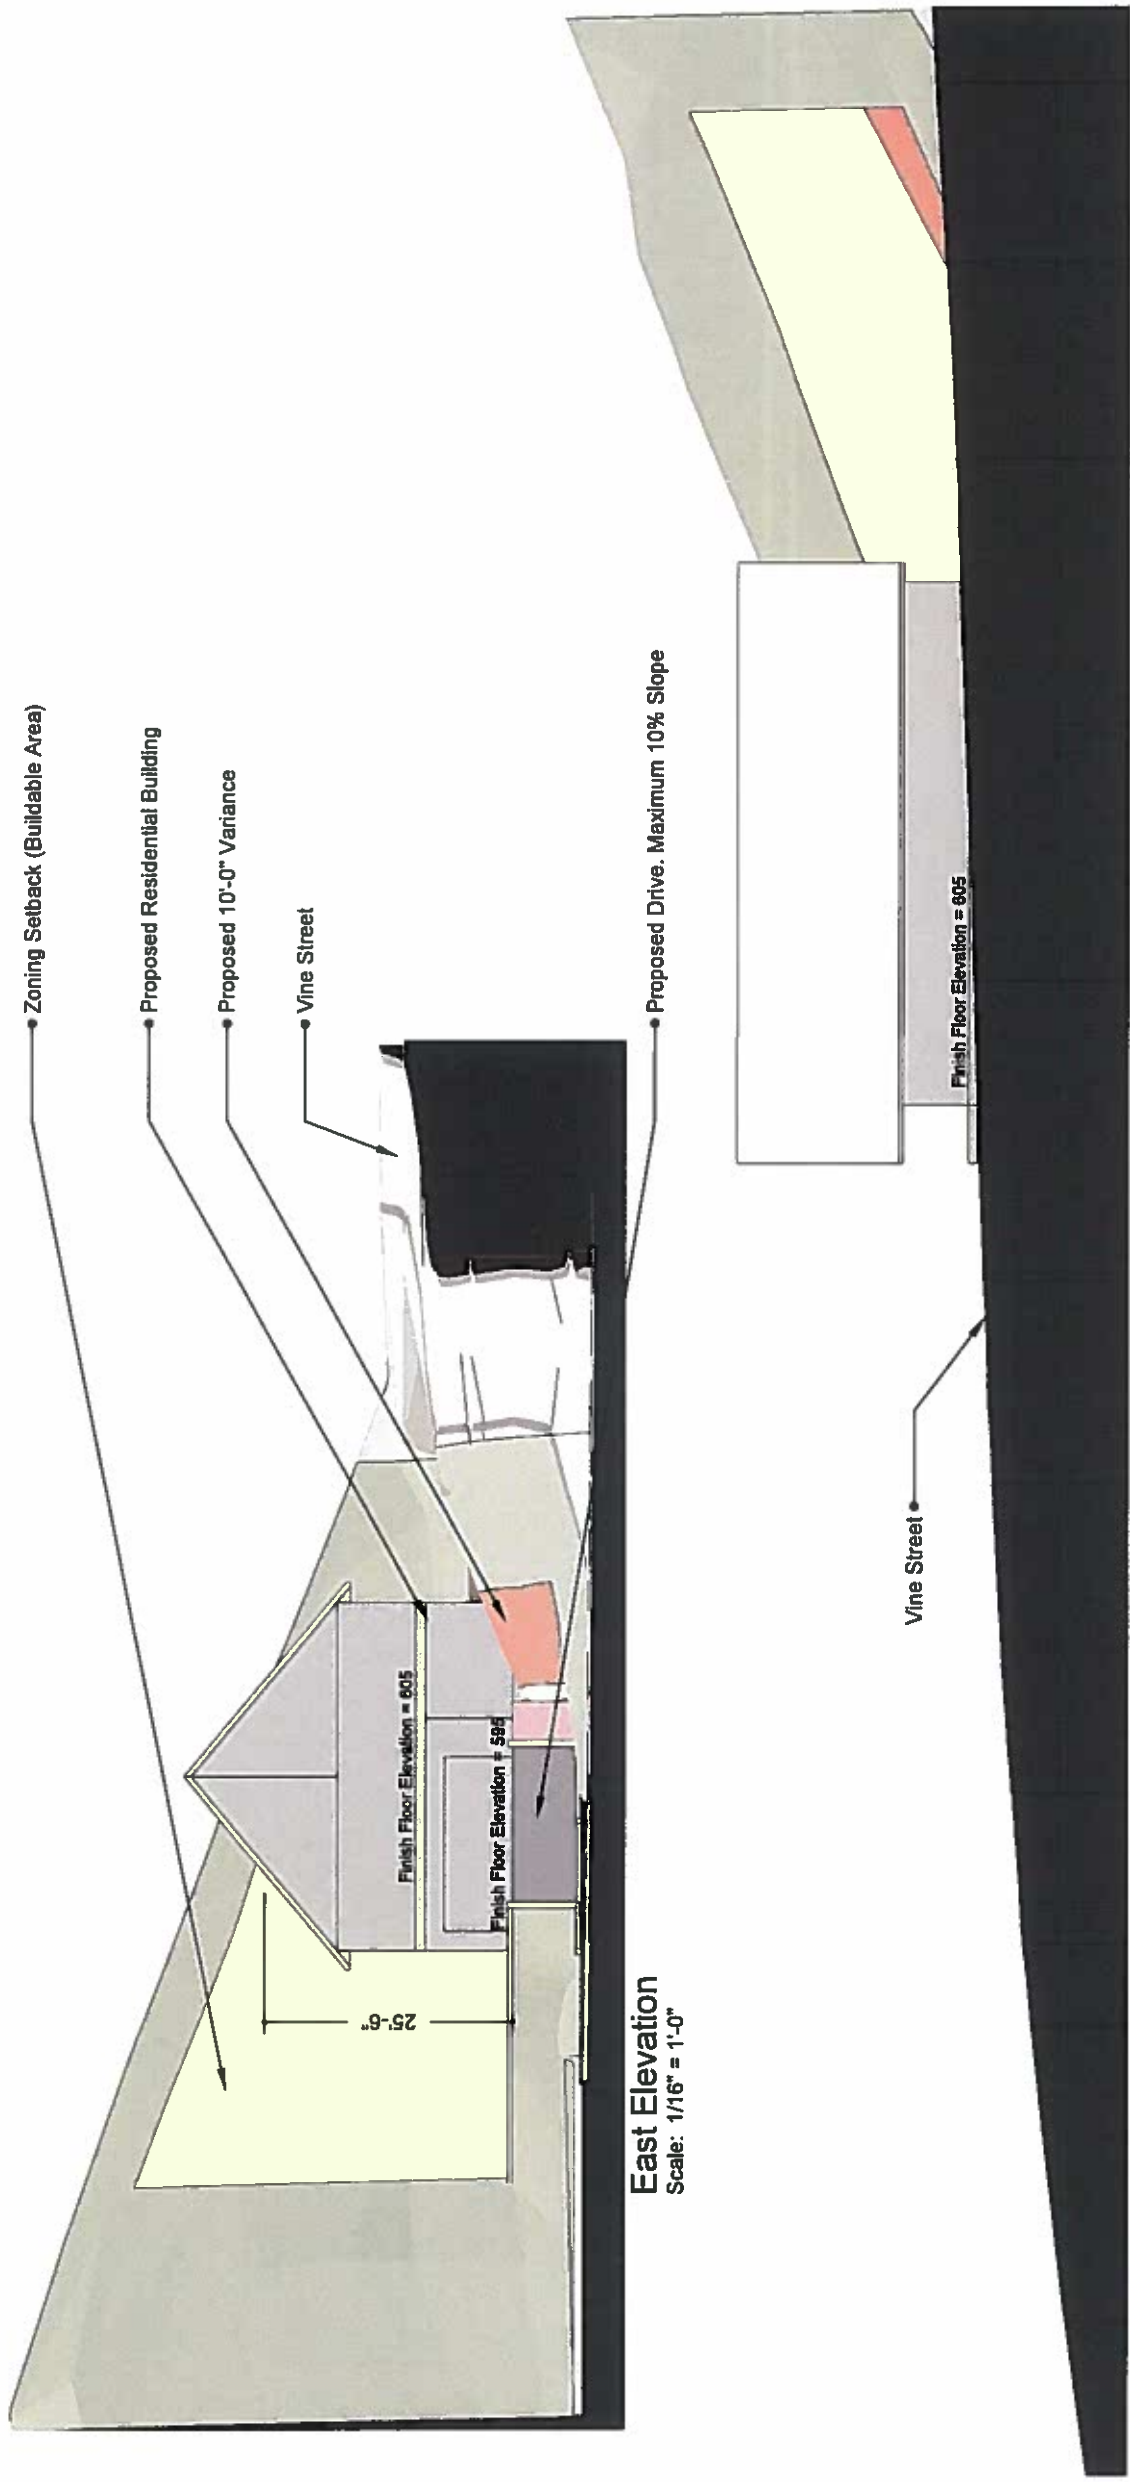 Zoning Setback (Buildable Area)
Proposed Residential Building
Proposed 10'-0" Variance
Vine Street
Finish Floor Elevation = 605
Finish Floor Elevation = 595
25'-6"
Proposed Drive. Maximum 10% Slope
East Elevation
Scale: 1/16" = 1'-0"
Finish Floor Elevation = 605
Vine Street